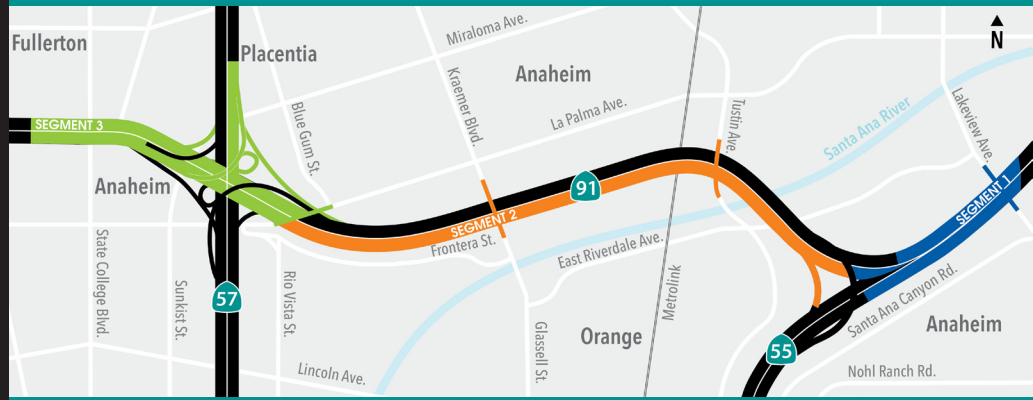 Fullerton
Placentia
Miraloma Ave.
Anaheim
N
Kraemer Blvd.
La Palma Ave.
Blue Gum St.
Tustin Ave.
Santa Ana River
Lakeview Ave.
SEGMENT 3
Anaheim
91
SEGMENT 2
SEGMENT 1
Frontera St.
East Riverdale Ave.
State College Blvd.
Sunkist St.
57
Rio Vista St.
Metrolink
Santa Ana Canyon Rd.
Anaheim
Glassell St.
Orange
55
Lincoln Ave.
Nohl Ranch Rd.